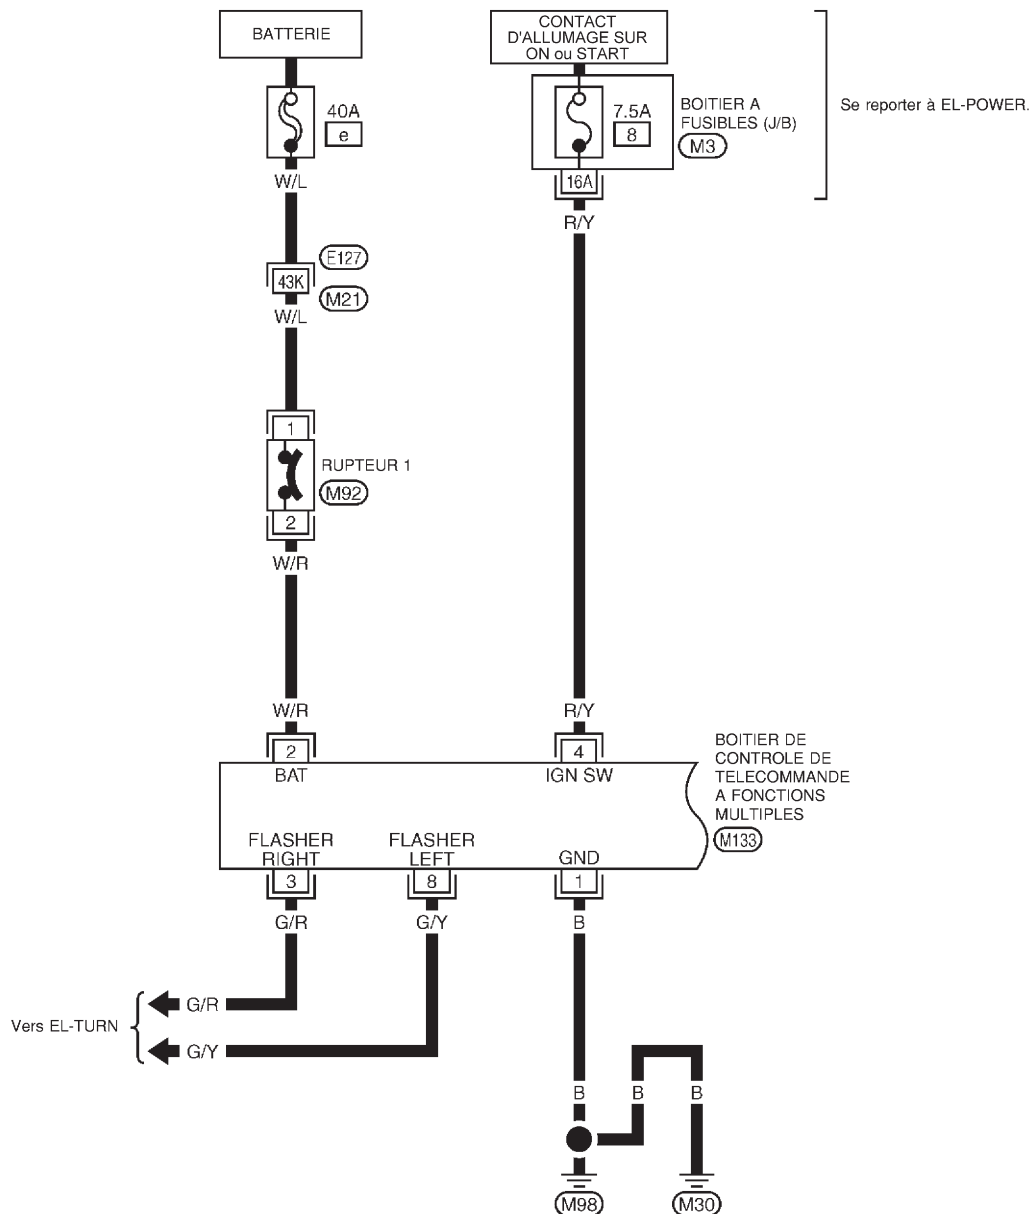 BATTERIE
CONTACT
D'ALLUMAGE SUR
ON ou START
40A
e
7.5A
8
BOITIER A
FUSIBLES (J/B)
M3
Se reporter à EL-POWER.
W/L
16A
R/Y
E127
43K
M21
W/L
1
RUPTEUR 1
M92
2
W/R
W/R
R/Y
2
4
BAT
IGN SW
BOITIER DE
CONTROLE DE
TELECOMMANDE
A FONCTIONS
MULTIPLES
M133
FLASHER
RIGHT
FLASHER
LEFT
GND
3
8
1
G/R
G/Y
B
G/R
Vers EL-TURN
G/Y
B
B
B
M98
M30